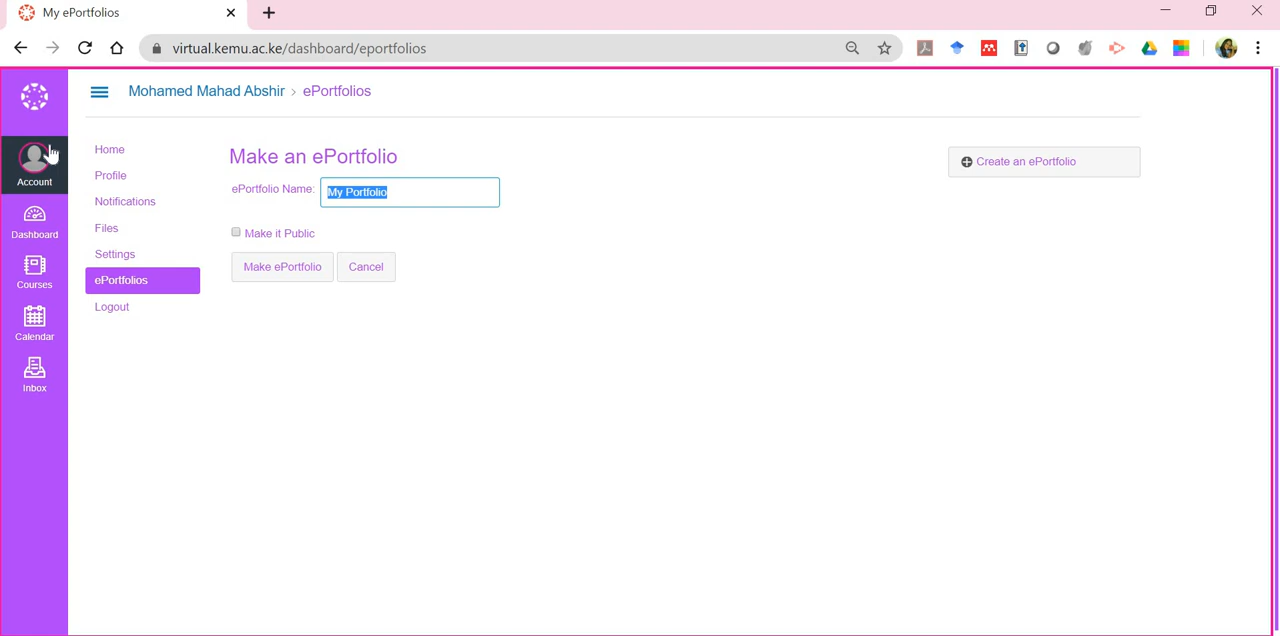 My ePortfolios
virtual.kemu.ac.ke/dashboard/eportfolios
Mohamed Mahad Abshir › ePortfolios
Account
Dashboard
Courses
Calendar
Inbox
Home
Profile
Notifications
Files
Settings
ePortfolios
Logout
Make an ePortfolio
ePortfolio Name: My Portfolio
Make it Public
Make ePortfolio Cancel
Create an ePortfolio